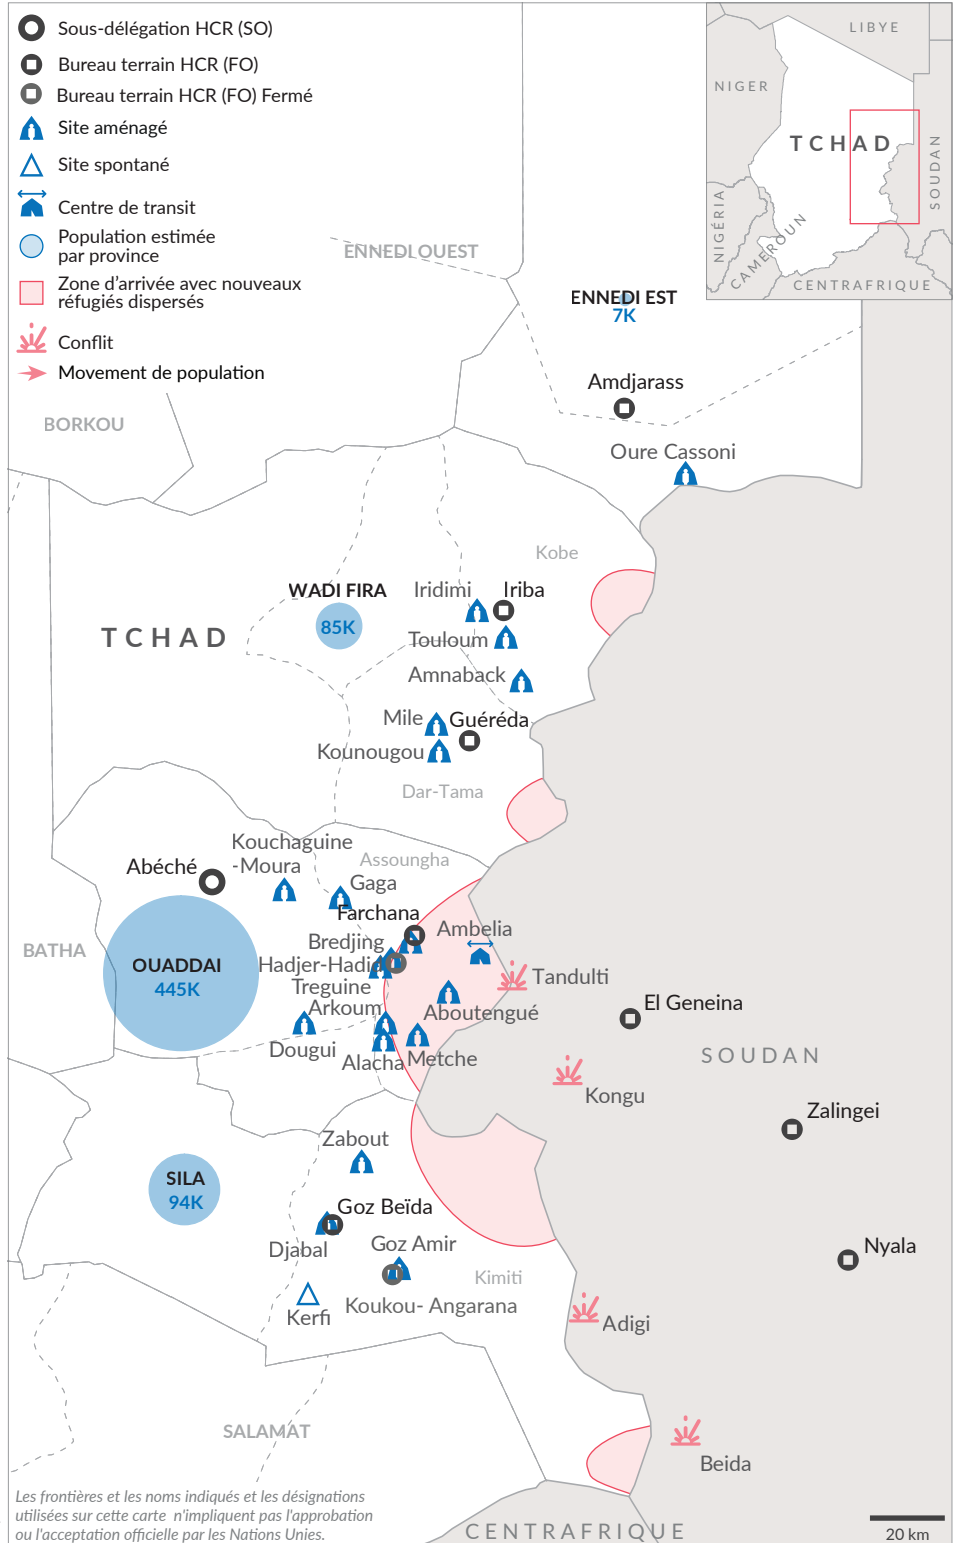 Sous-délégation HCR (SO)
Bureau terrain HCR (FO)
Bureau terrain HCR (FO) Fermé
Site aménagé
Site spontané
Centre de transit
Population estimée
par province
Zone d'arrivée avec nouveaux
réfugiés dispersés
Conflit
Movement de population
LIBYE
NIGER
TCHAD
SOUDAN
NIGÉRIA
CAMEROUN
CENTRAFRIQUE
ENNEDI OUEST
ENNEDI EST
7K
Amdjarass
BORKOU
Oure Cassoni
Kobe
WADI FIRA
85K
Iridimi
Iriba
TCHAD
Touloum
Amnaback
Mile
Guéréda
Kounougou
Dar-Tama
Kouchaguine
-Moura
Abéché
Assoungha
Gaga
Farchana
Ambelia
BATHA
Bredjing
OUADDAI
445K
Hadjer-Hadid
Tandulti
Treguine
Arkoum
Aboutengué
El Geneina
Dougui
Alacha
Metche
SOUDAN
Kongu
Zalingei
Zabout
SILA
94K
Goz Beïda
Djabal
Goz Amir
Nyala
Kimiti
Koukou- Angarana
Kerfi
Adigi
SALAMAT
Beida
Les frontières et les noms indiqués et les désignations
utilisées sur cette carte n'impliquent pas l'approbation
ou l'acceptation officielle par les Nations Unies.
CENTRAFRIQUE
20 km